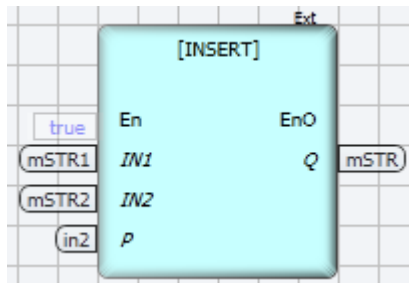 Ext
[INSERT]
true En EnO
mSTR1 IN1 Q mSTR
mSTR2 IN2
in2 P